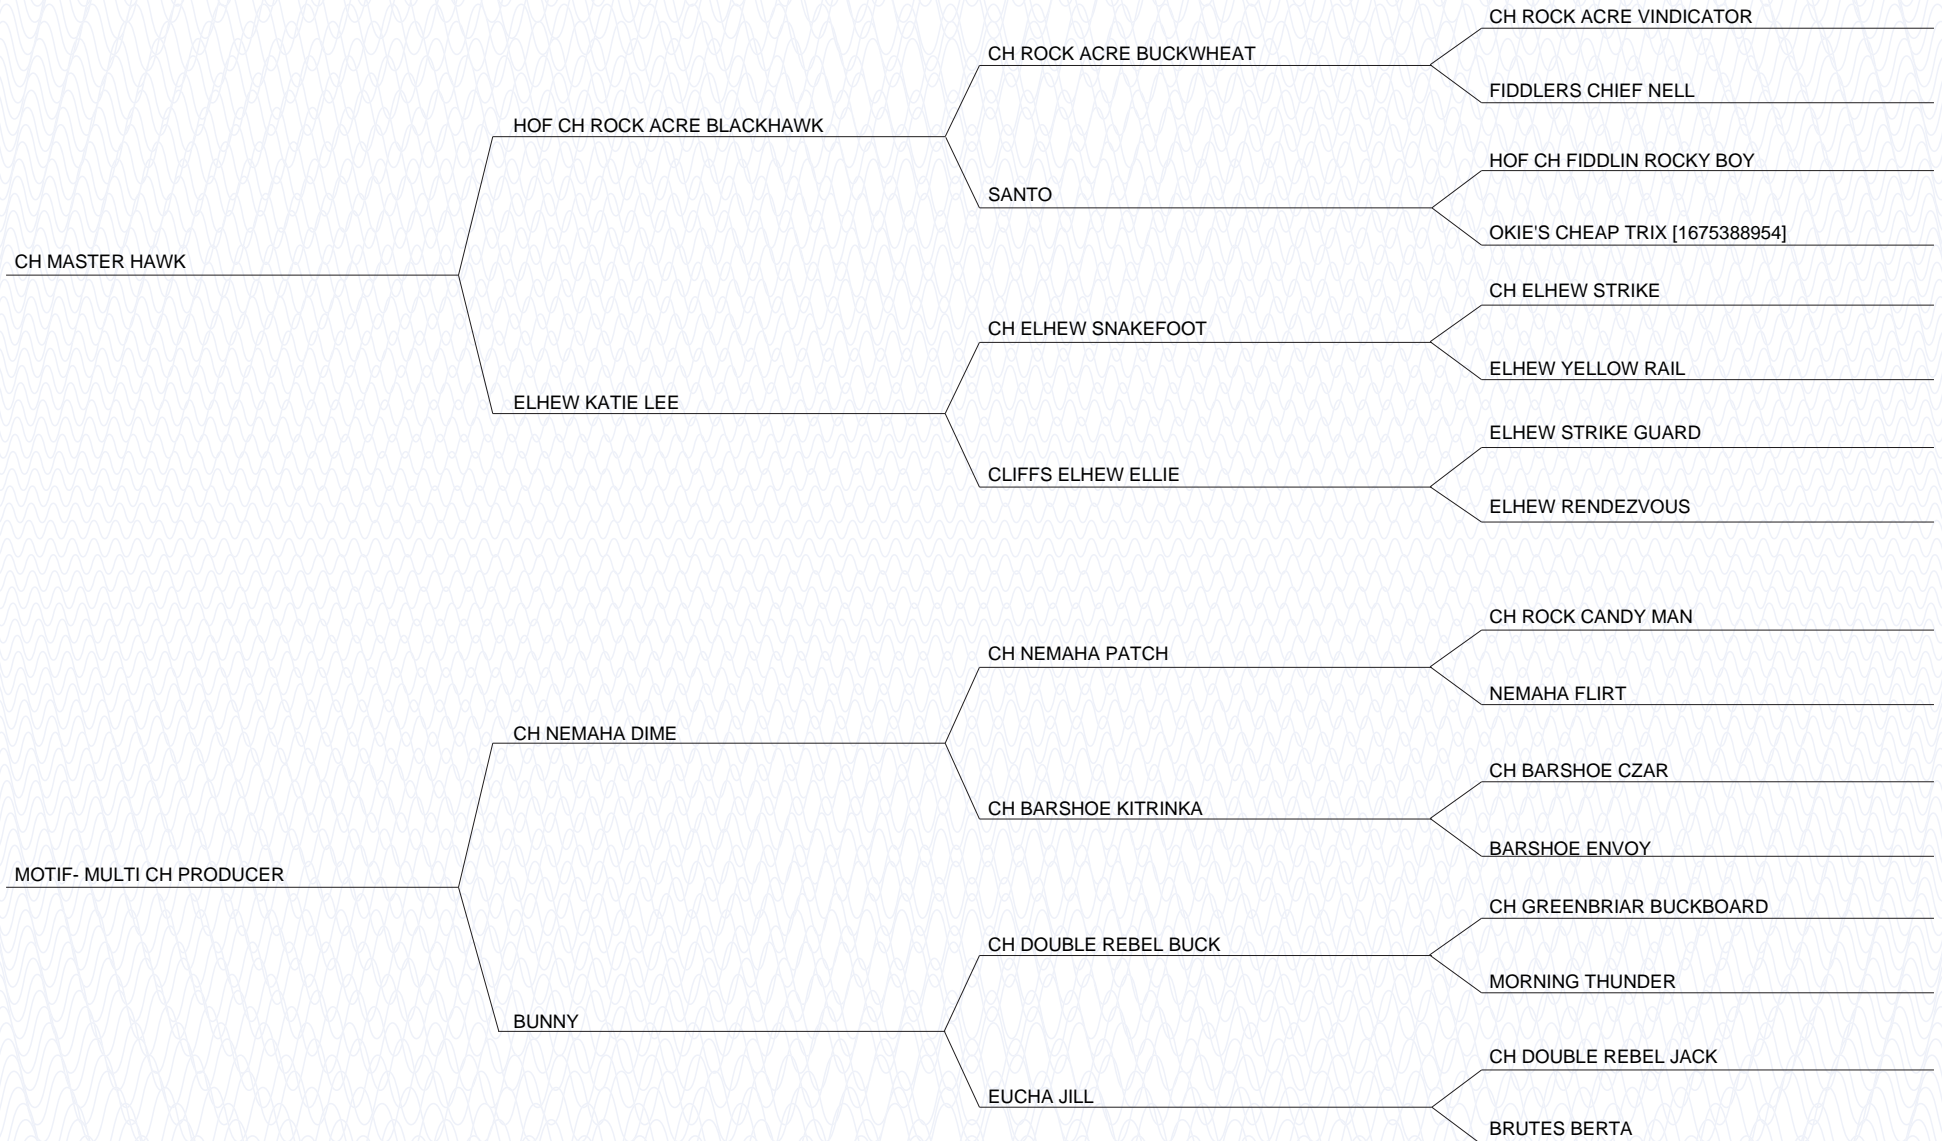 CH ROCK ACRE VINDICATOR
CH ROCK ACRE BUCKWHEAT
FIDDLERS CHIEF NELL
HOF CH ROCK ACRE BLACKHAWK
HOF CH FIDDLIN ROCKY BOY
SANTO
OKIE'S CHEAP TRIX [1675388954]
CH MASTER HAWK
CH ELHEW STRIKE
CH ELHEW SNAKEFOOT
ELHEW YELLOW RAIL
ELHEW KATIE LEE
ELHEW STRIKE GUARD
CLIFFS ELHEW ELLIE
ELHEW RENDEZVOUS
CH ROCK CANDY MAN
CH NEMAHA PATCH
NEMAHA FLIRT
CH NEMAHA DIME
CH BARSHOE CZAR
CH BARSHOE KITRINKA
BARSHOE ENVOY
MOTIF- MULTI CH PRODUCER
CH GREENBRIAR BUCKBOARD
CH DOUBLE REBEL BUCK
MORNING THUNDER
BUNNY
CH DOUBLE REBEL JACK
EUCHA JILL
BRUTES BERTA